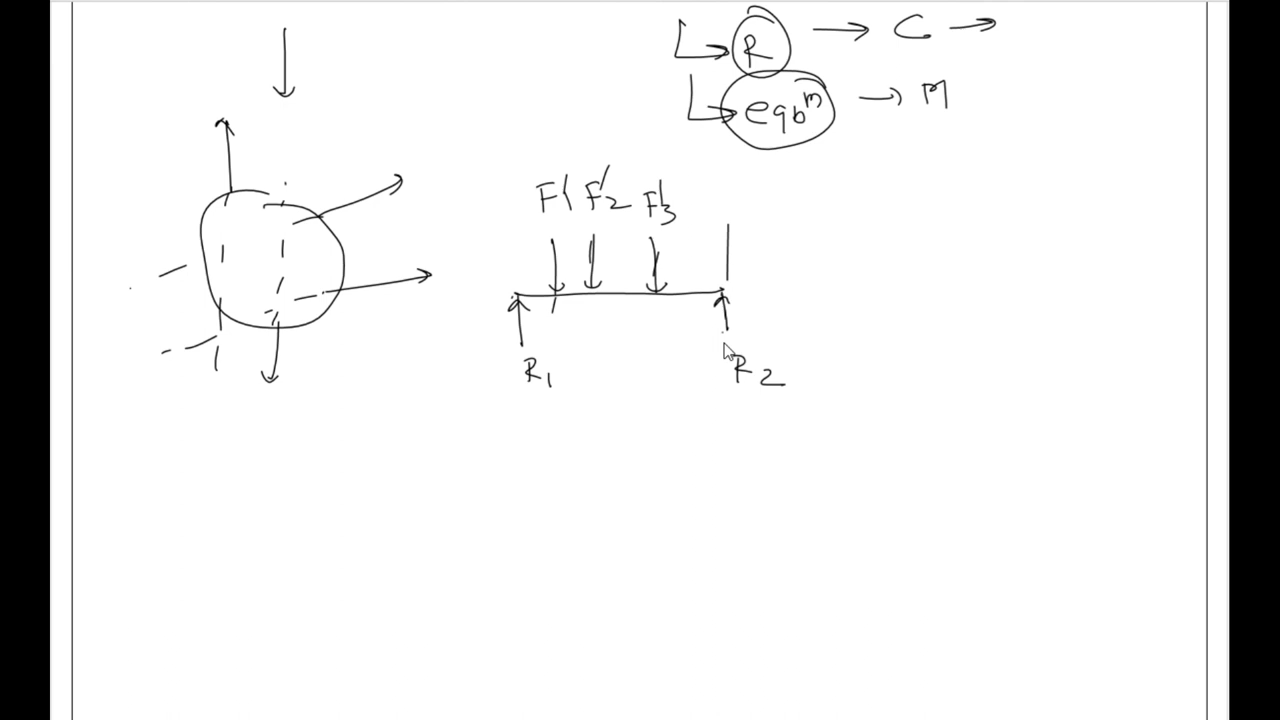 R → C →
eqbᵐ → M
F1 F2 F3
R1
R2